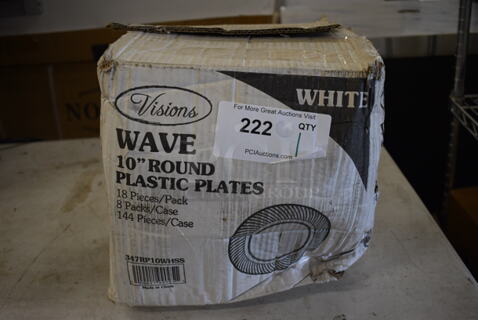 Visions
WHITE
WAVE
10" ROUND
PLASTIC PLATES
18 Pieces/Pack
8 Packs/Case
144 Pieces/Case
For More Great Auctions Visit
222
QTY
1
PCIAuctions.com
347RP10WHSS
Made in China